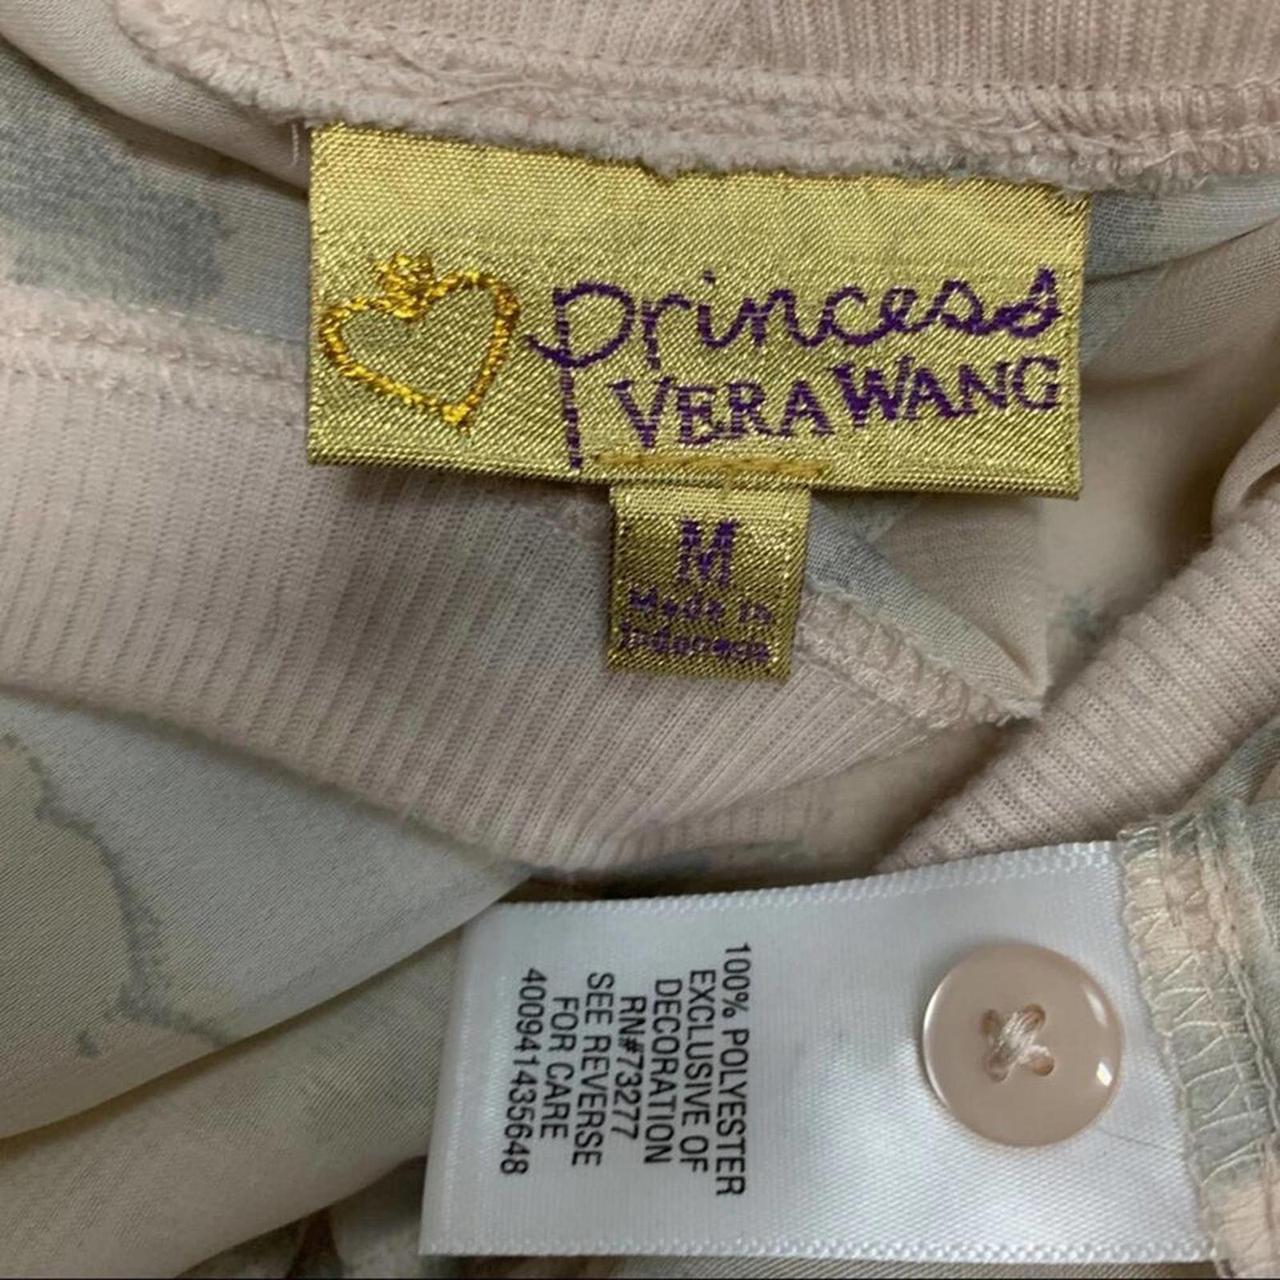 princess
VERA WANG
M
Made in
Indonesia
100% POLYESTER
EXCLUSIVE OF
DECORATION
RN#73277
SEE REVERSE
FOR CARE
400941435648